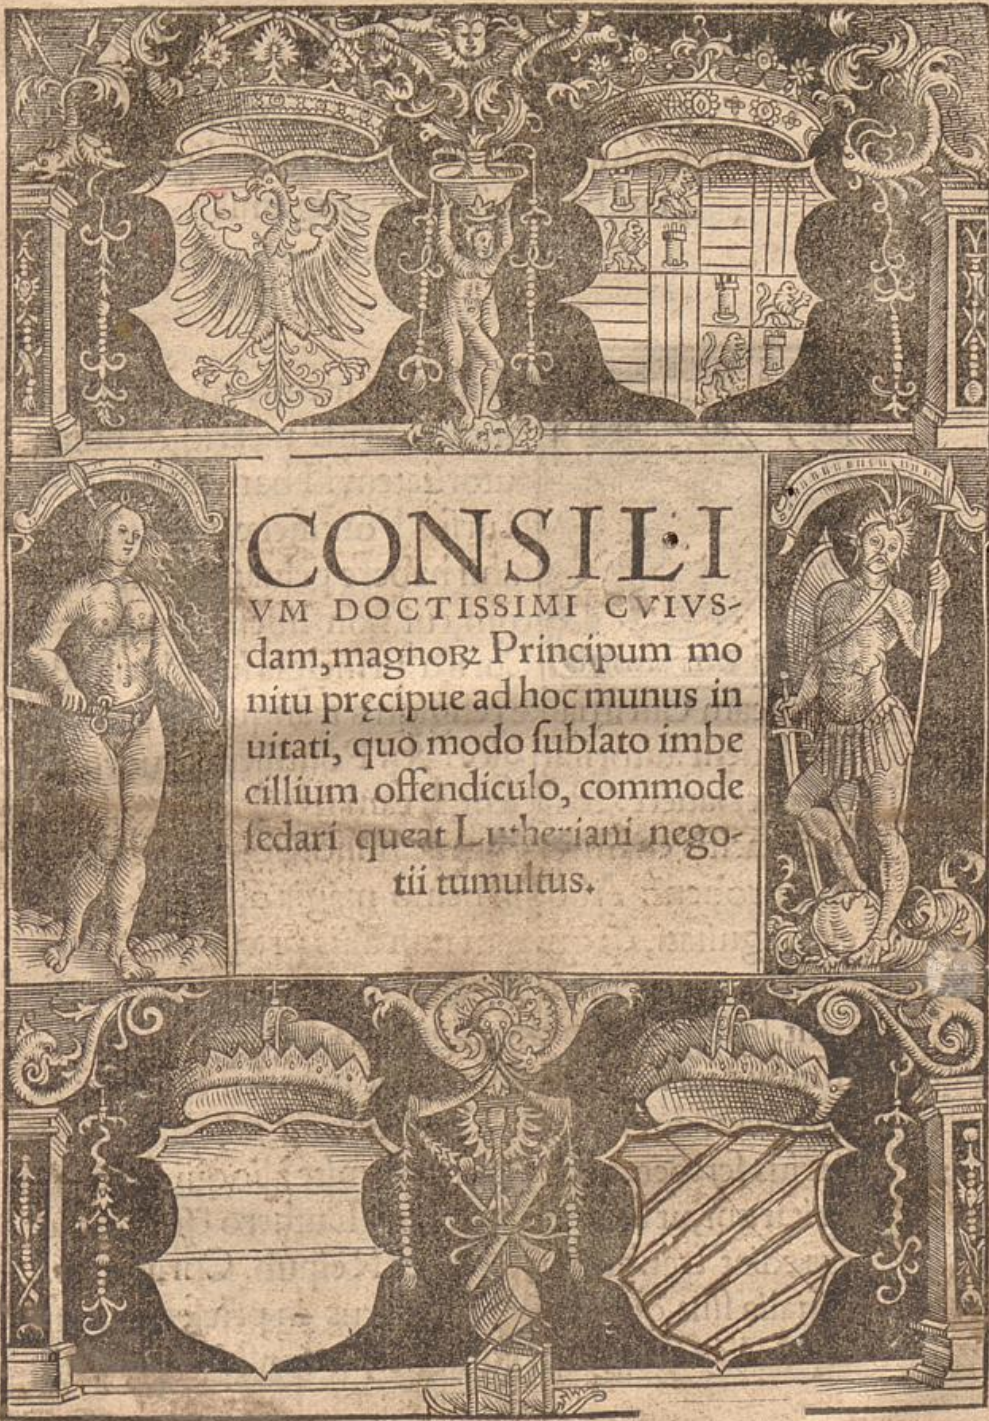 CONSILI
VM DOCTISSIMI CVIVS-
dam, magnoꝝ Principum mo
nitu pręcipue ad hoc munus in
uitati, quo modo ſublato imbe
cillium offendiculo, commode
ſedari queat Lutheriani nego-
tii tumultus.